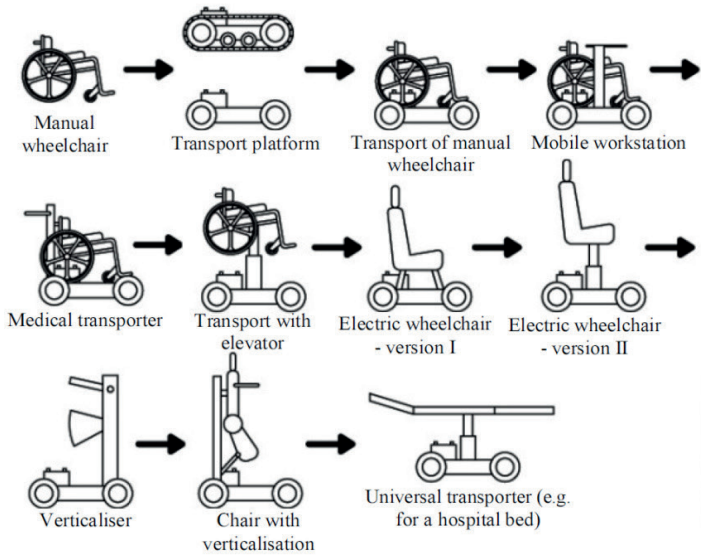 Manual
wheelchair
Transport platform
Transport of manual
wheelchair
Mobile workstation
Medical transporter
Transport with
elevator
Electric wheelchair
- version I
Electric wheelchair
- version II
Verticaliser
Chair with
verticalisation
Universal transporter (e.g.
for a hospital bed)